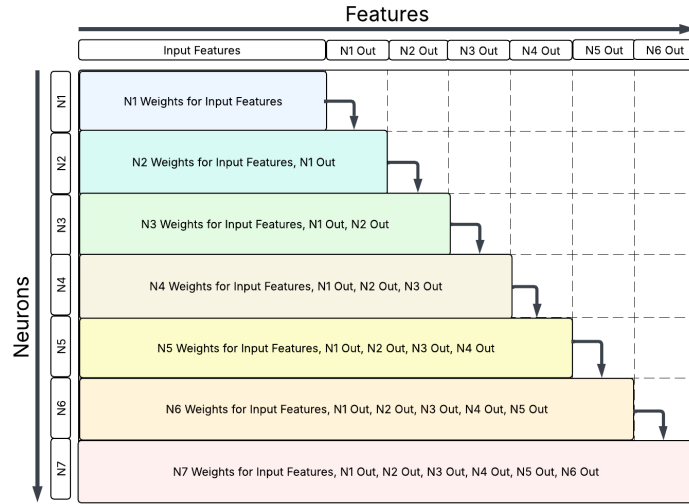 Features
Input Features N1 Out N2 Out N3 Out N4 Out N5 Out N6 Out
Neurons
N1
N1 Weights for Input Features
N2
N2 Weights for Input Features, N1 Out
N3
N3 Weights for Input Features, N1 Out, N2 Out
N4
N4 Weights for Input Features, N1 Out, N2 Out, N3 Out
N5
N5 Weights for Input Features, N1 Out, N2 Out, N3 Out, N4 Out
N6
N6 Weights for Input Features, N1 Out, N2 Out, N3 Out, N4 Out, N5 Out
N7
N7 Weights for Input Features, N1 Out, N2 Out, N3 Out, N4 Out, N5 Out, N6 Out